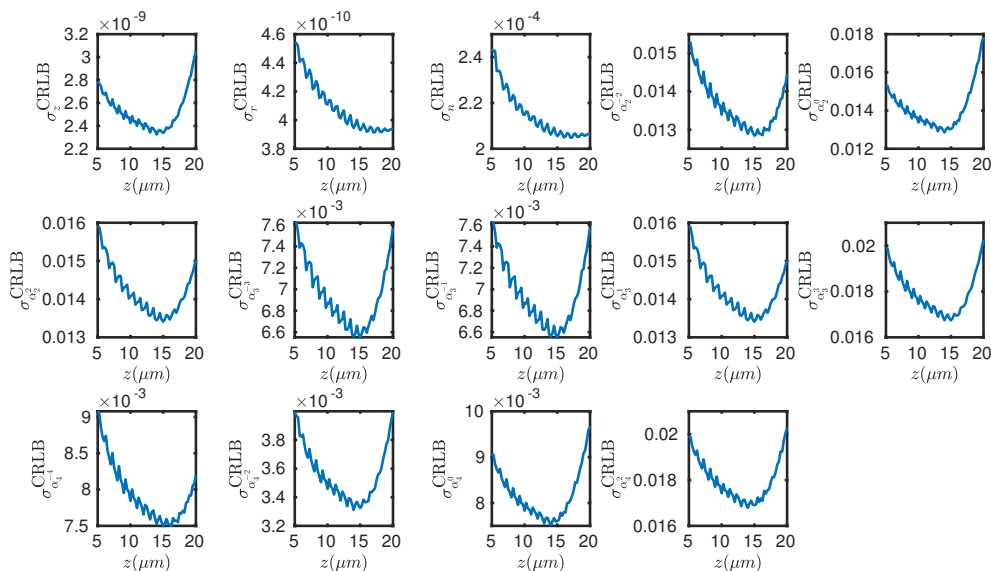 ×10⁻⁹
3.2
3
2.8
2.6
2.4
2.2
σ_z^CRLB
5 10 15 20
z(μm)
×10⁻¹⁰
4.6
4.4
4.2
4
3.8
σ_r^CRLB
5 10 15 20
z(μm)
×10⁻⁴
2.4
2.2
2
σ_n^CRLB
5 10 15 20
z(μm)
0.015
0.014
0.013
σ_{α_2^{-2}}^CRLB
5 10 15 20
z(μm)
0.018
0.016
0.014
0.012
σ_{α_2^0}^CRLB
5 10 15 20
z(μm)
0.016
0.015
0.014
0.013
σ_{α_2^2}^CRLB
5 10 15 20
z(μm)
×10⁻³
7.6
7.4
7.2
7
6.8
6.6
σ_{α_3^{-3}}^CRLB
5 10 15 20
z(μm)
×10⁻³
7.6
7.4
7.2
7
6.8
6.6
σ_{α_3^{-1}}^CRLB
5 10 15 20
z(μm)
0.016
0.015
0.014
0.013
σ_{α_3^1}^CRLB
5 10 15 20
z(μm)
0.02
0.018
0.016
σ_{α_3^3}^CRLB
5 10 15 20
z(μm)
×10⁻³
9
8.5
8
7.5
σ_{α_4^{-4}}^CRLB
5 10 15 20
z(μm)
×10⁻³
3.8
3.6
3.4
3.2
σ_{α_4^{-2}}^CRLB
5 10 15 20
z(μm)
×10⁻³
10
9
8
σ_{α_4^0}^CRLB
5 10 15 20
z(μm)
0.02
0.018
0.016
σ_{α_4^2}^CRLB
5 10 15 20
z(μm)